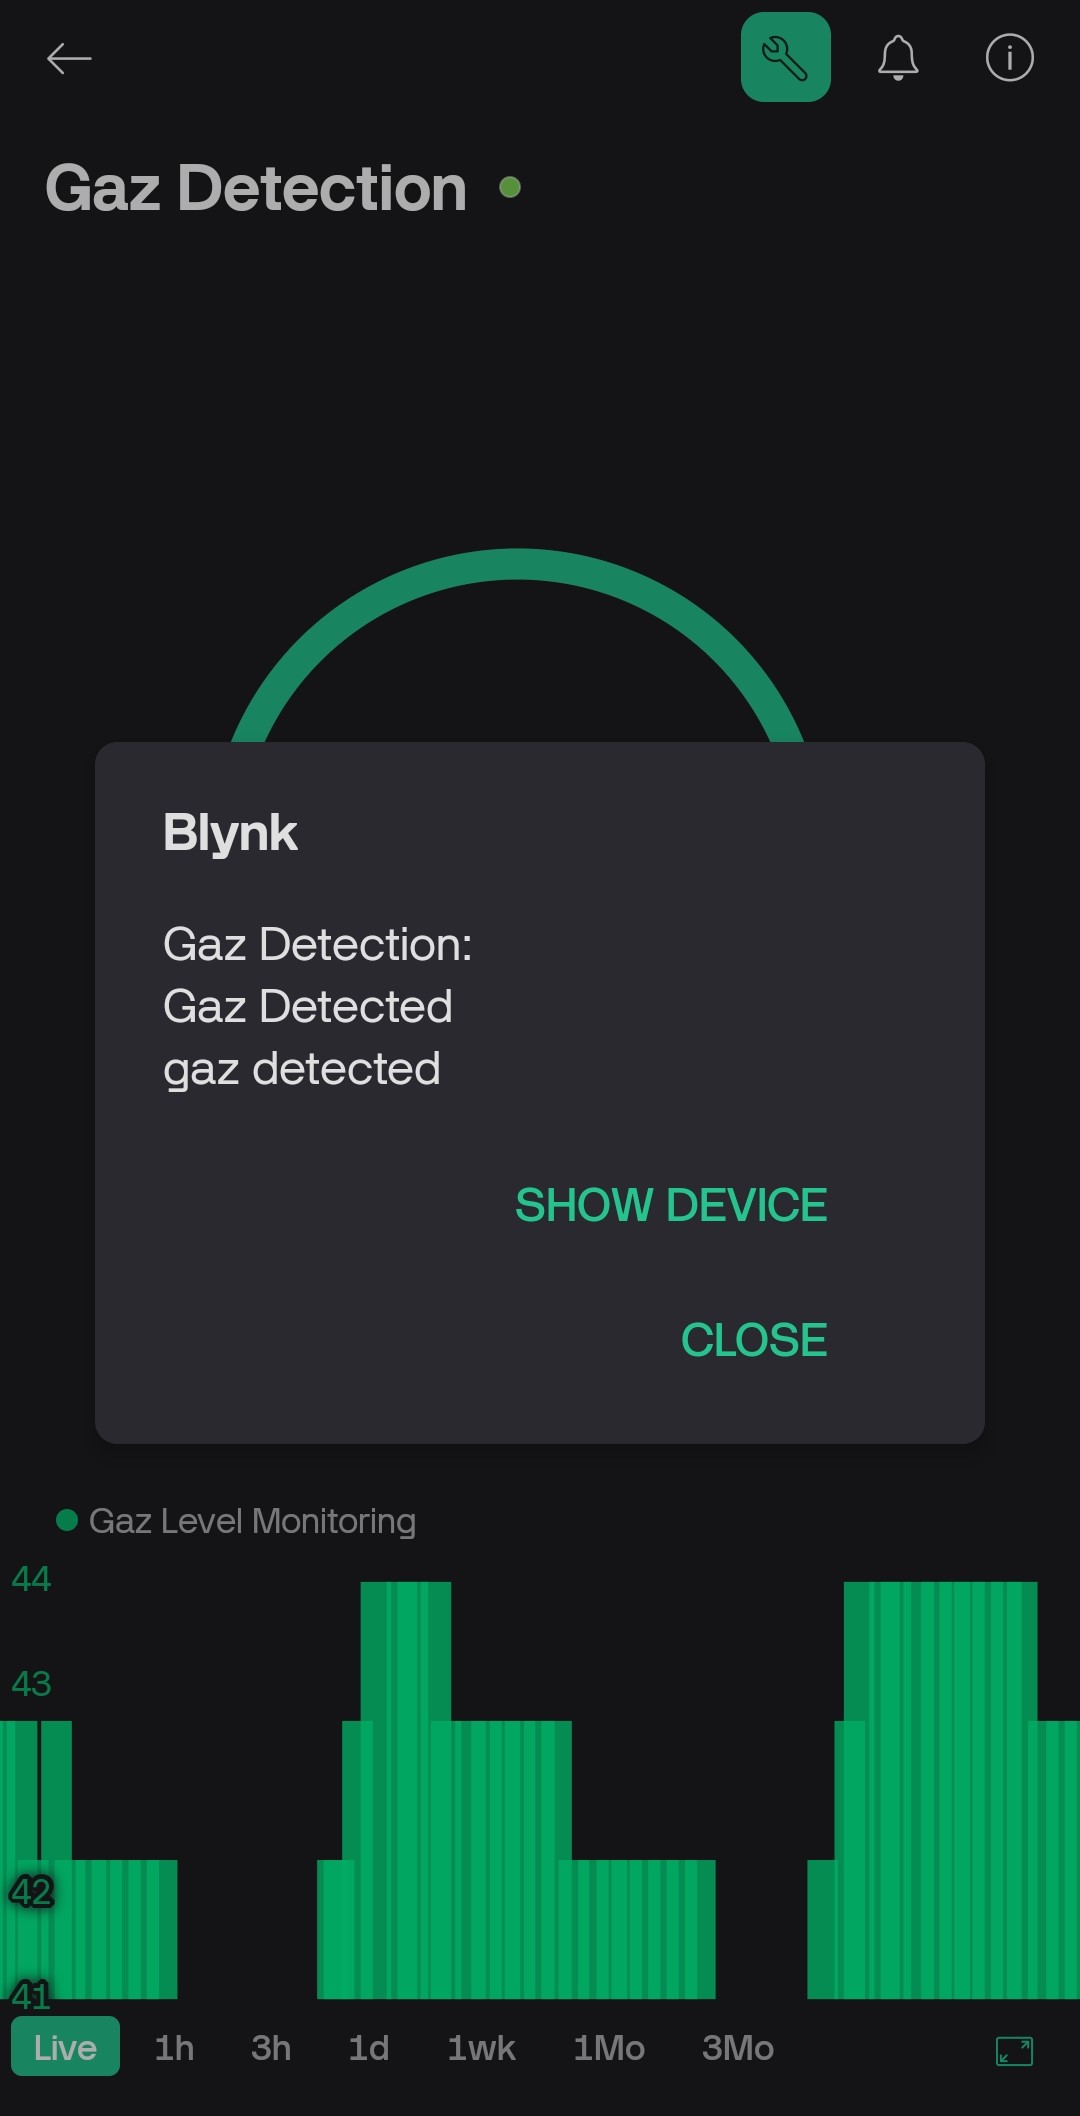 Gaz Detection
Blynk
Gaz Detection:
Gaz Detected
gaz detected
SHOW DEVICE
CLOSE
Gaz Level Monitoring
44
43
42
41
Live 1h 3h 1d 1wk 1Mo 3Mo